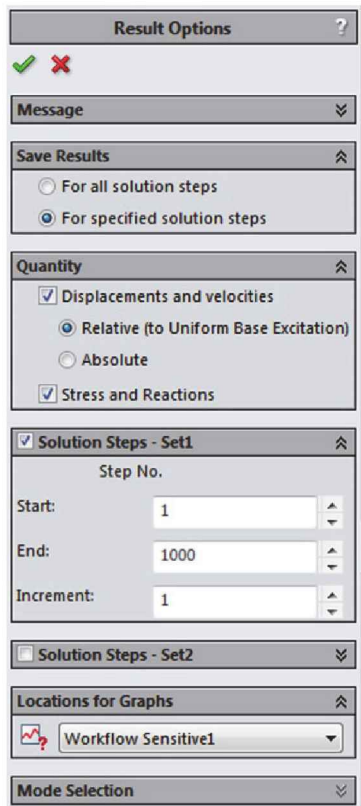 Result Options ?
Message
Save Results
For all solution steps
For specified solution steps
Quantity
Displacements and velocities
Relative (to Uniform Base Excitation)
Absolute
Stress and Reactions
Solution Steps - Set1
Step No.
Start: 1
End: 1000
Increment: 1
Solution Steps - Set2
Locations for Graphs
? Workflow Sensitive1
Mode Selection